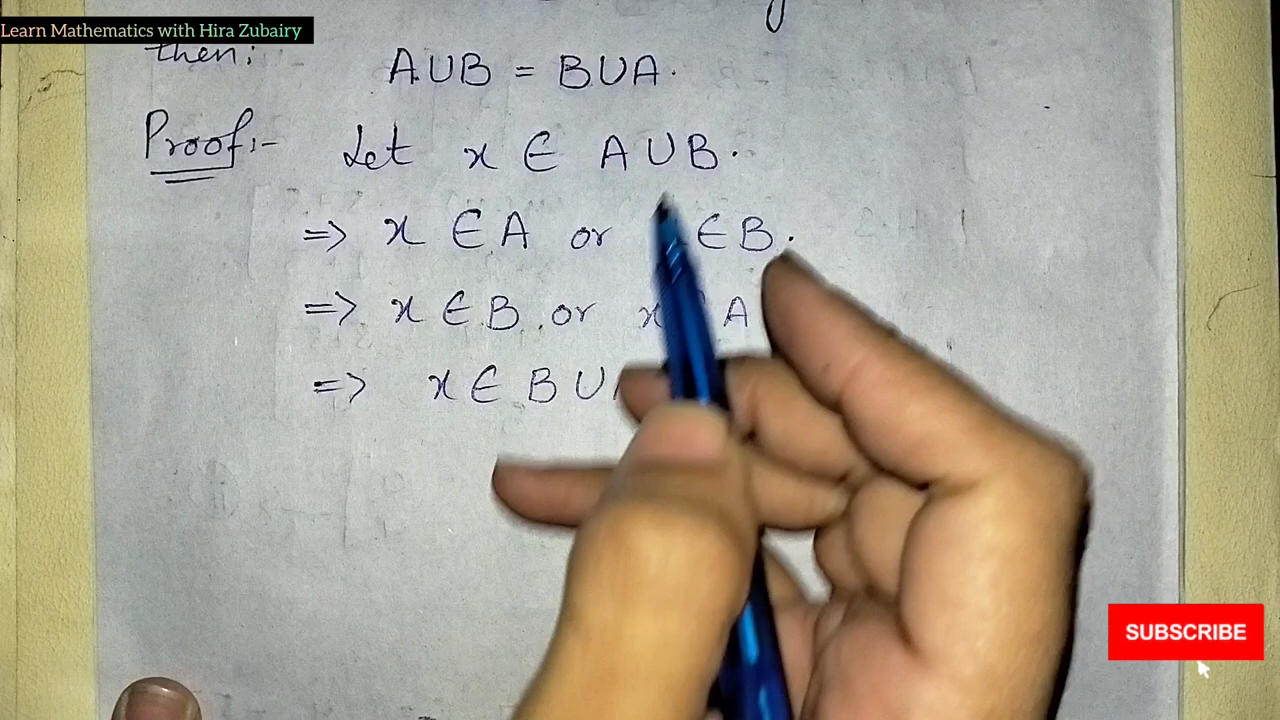 Learn Mathematics with Hira Zubairy
then:
A∪B = B∪A.
Proof:- Let x ∈ A∪B.
=> x ∈ A or ∈ B.
=> x ∈ B or x A
=> x ∈ B ∪
SUBSCRIBE